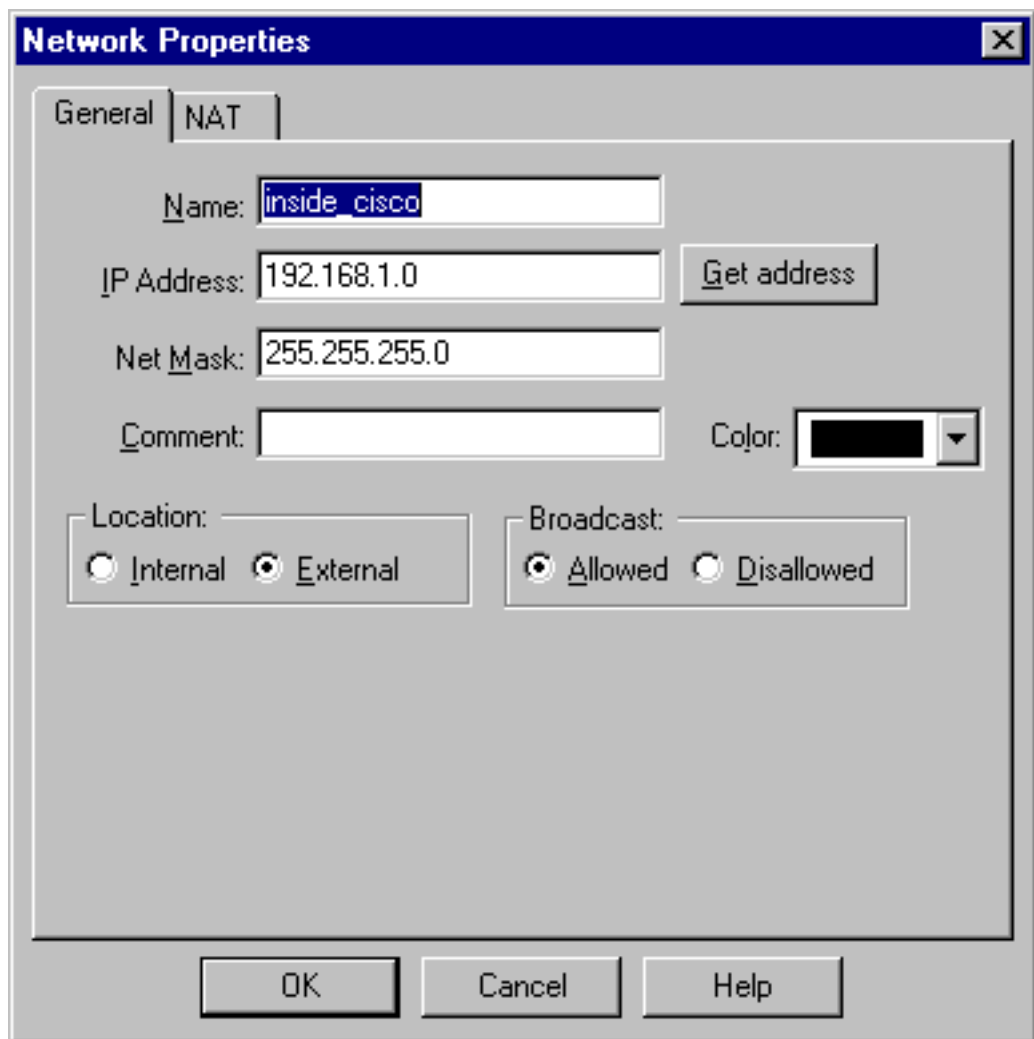 Network Properties
General NAT
Name: inside_cisco
IP Address: 192.168.1.0 Get address
Net Mask: 255.255.255.0
Comment: Color:
Location: Broadcast:
Internal External Allowed Disallowed
OK Cancel Help